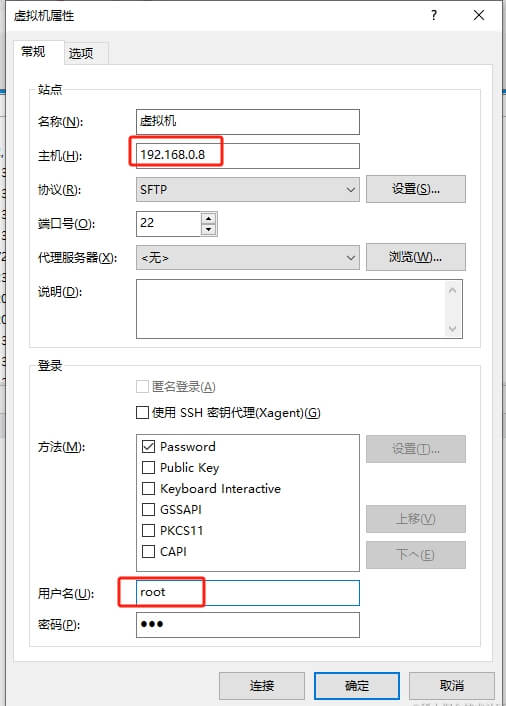 虚拟机属性
?
常规
选项
站点
名称(N):
虚拟机
主机(H):
192.168.0.8
协议(R):
SFTP
设置(S)...
端口号(O):
22
代理服务器(X):
<无>
浏览(W)...
说明(D):
登录
匿名登录(A)
使用 SSH 密钥代理(Xagent)(G)
方法(M):
Password
设置(T)...
Public Key
Keyboard Interactive
GSSAPI
上移(V)
PKCS11
CAPI
下へ(E)
用户名(U):
root
密码(P):
连接
确定
取消